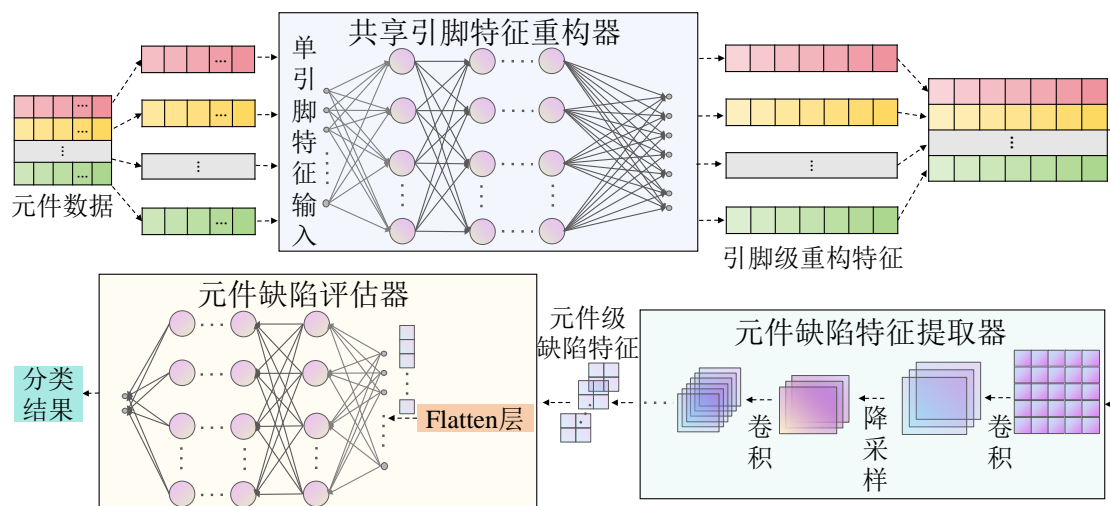 共享引脚特征重构器
单引脚特征输入
...
...
...
...
⋮
⋮
...
...
⋮
⋮
元件数据
引脚级重构特征
元件缺陷评估器
元件级
缺陷特征
元件缺陷特征提取器
分类
结果
Flatten层
卷积
降采样
卷积